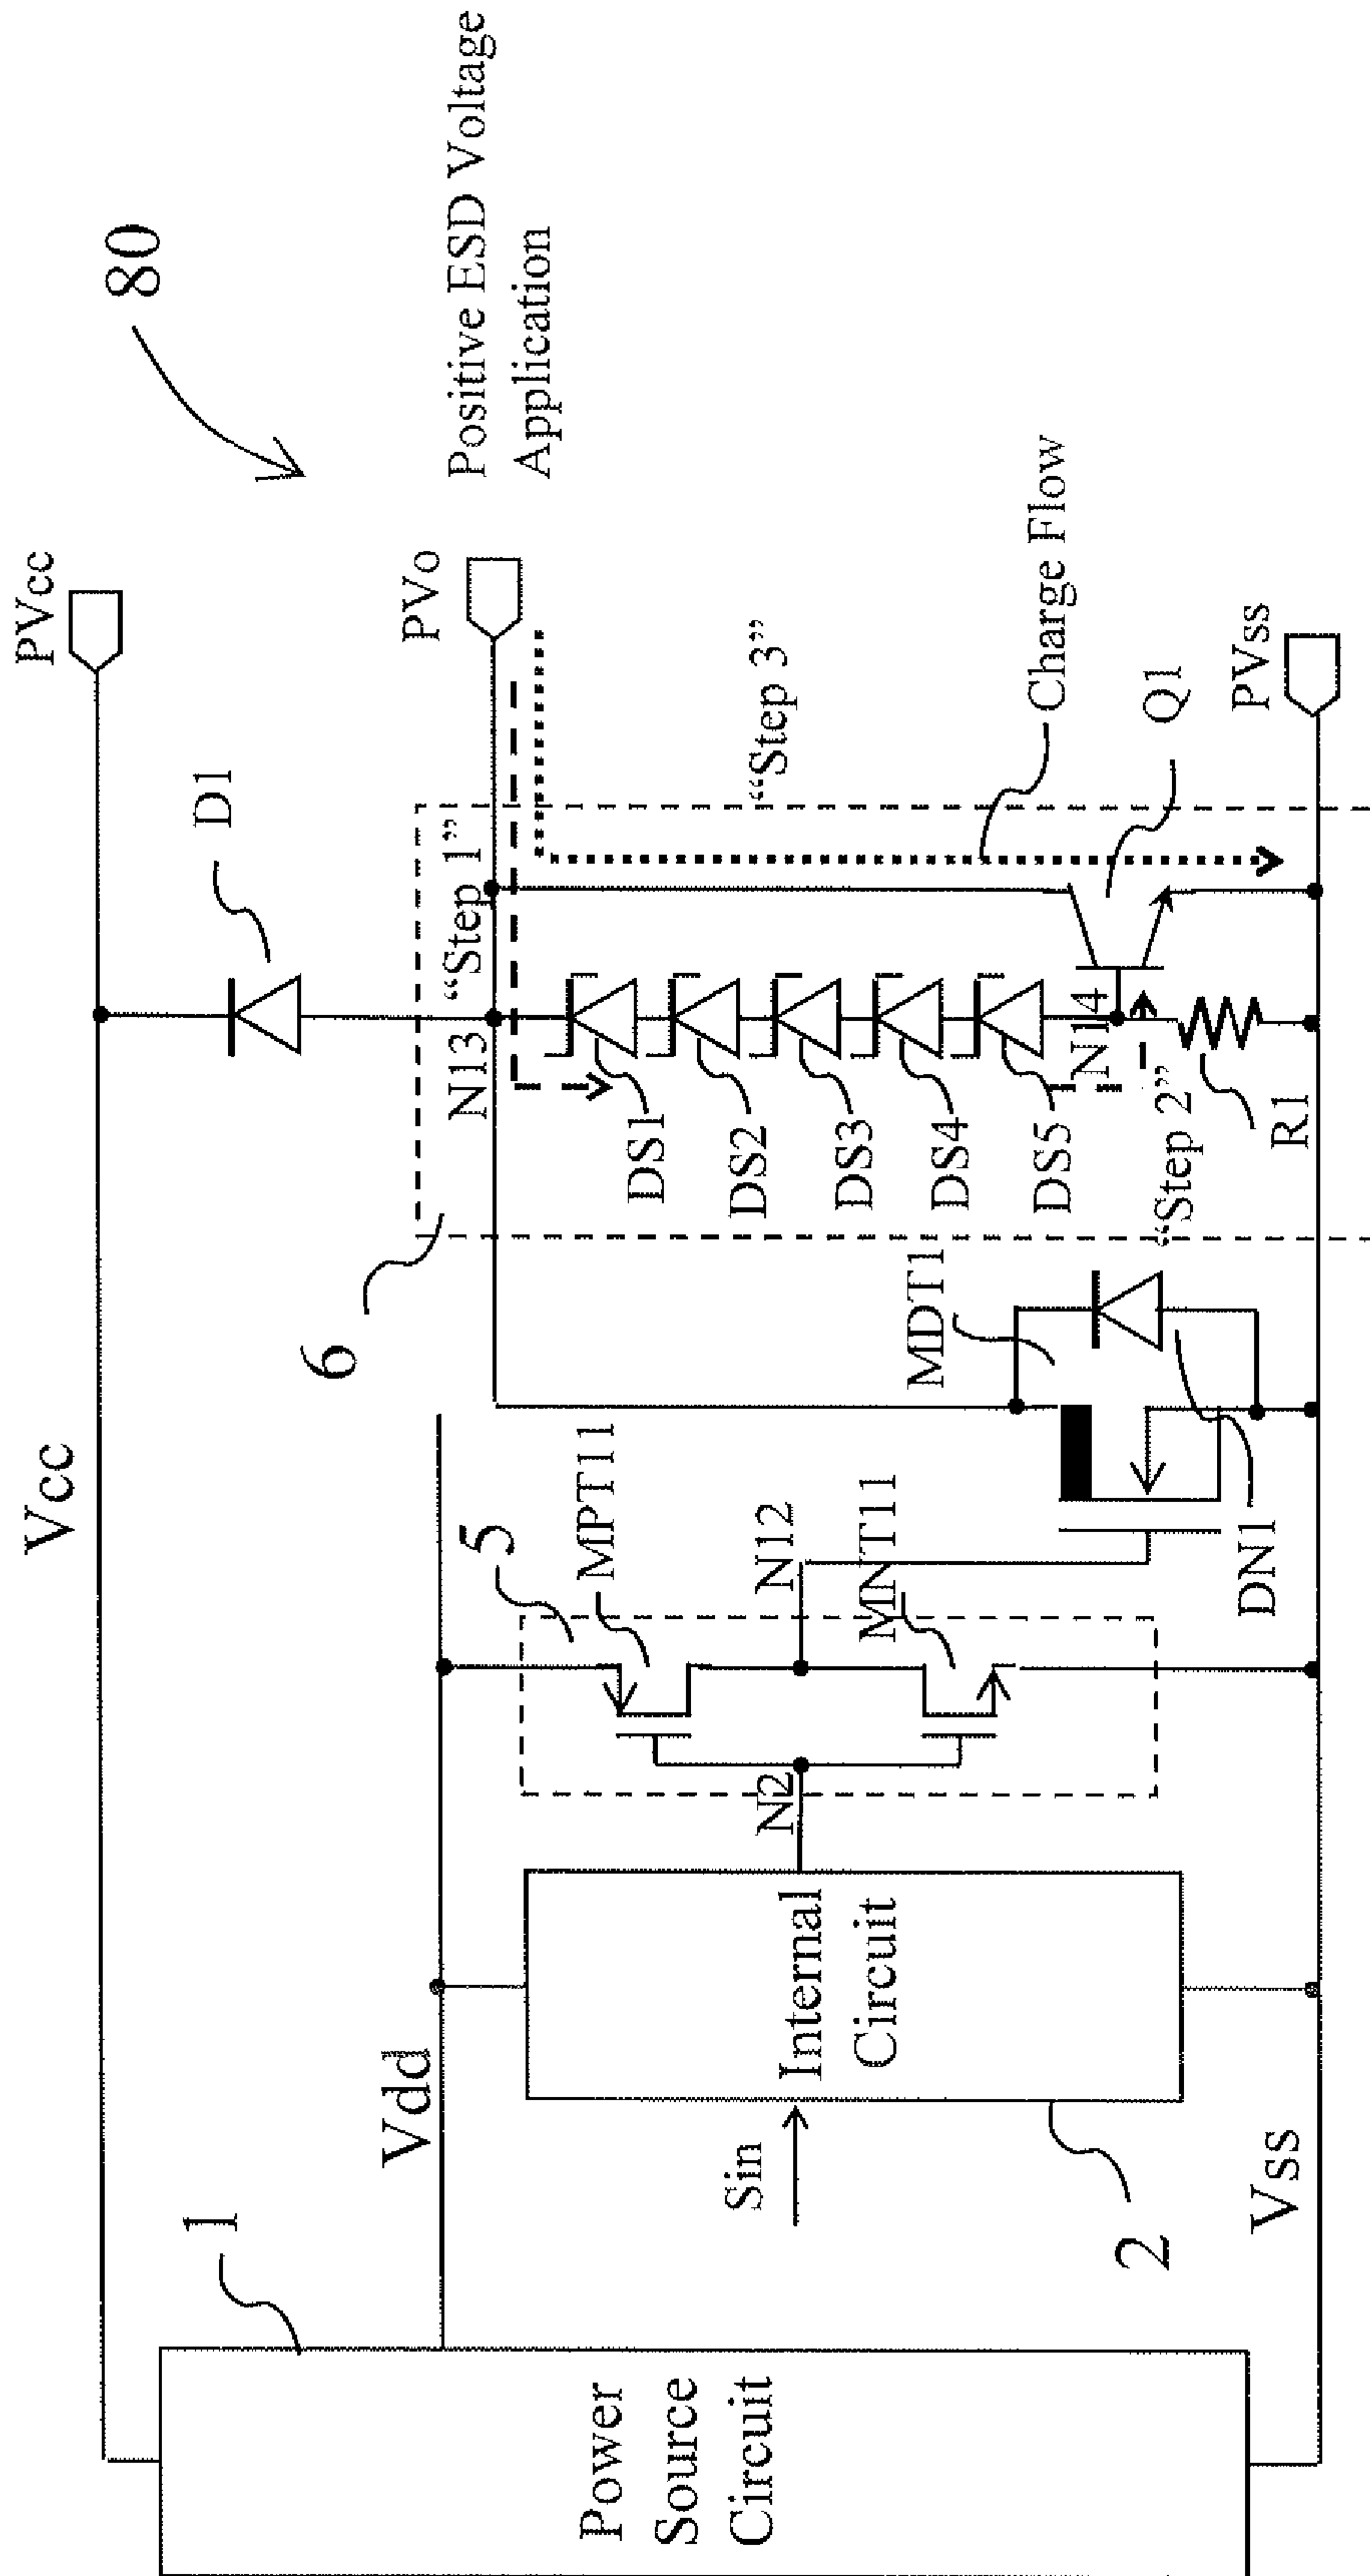 80
Vcc
PVcc
D1
Positive ESD Voltage
Application
PVo
N13
“Step 1”
“Step 3”
Charge Flow
Q1
PVss
6
DS1
DS2
DS3
DS4
DS5
N14
“Step 2”
R1
MDT1
DN1
5
MPT11
N12
MNT11
N2
Vdd
Internal
Circuit
Sin
2
Vss
1
Power
Source
Circuit